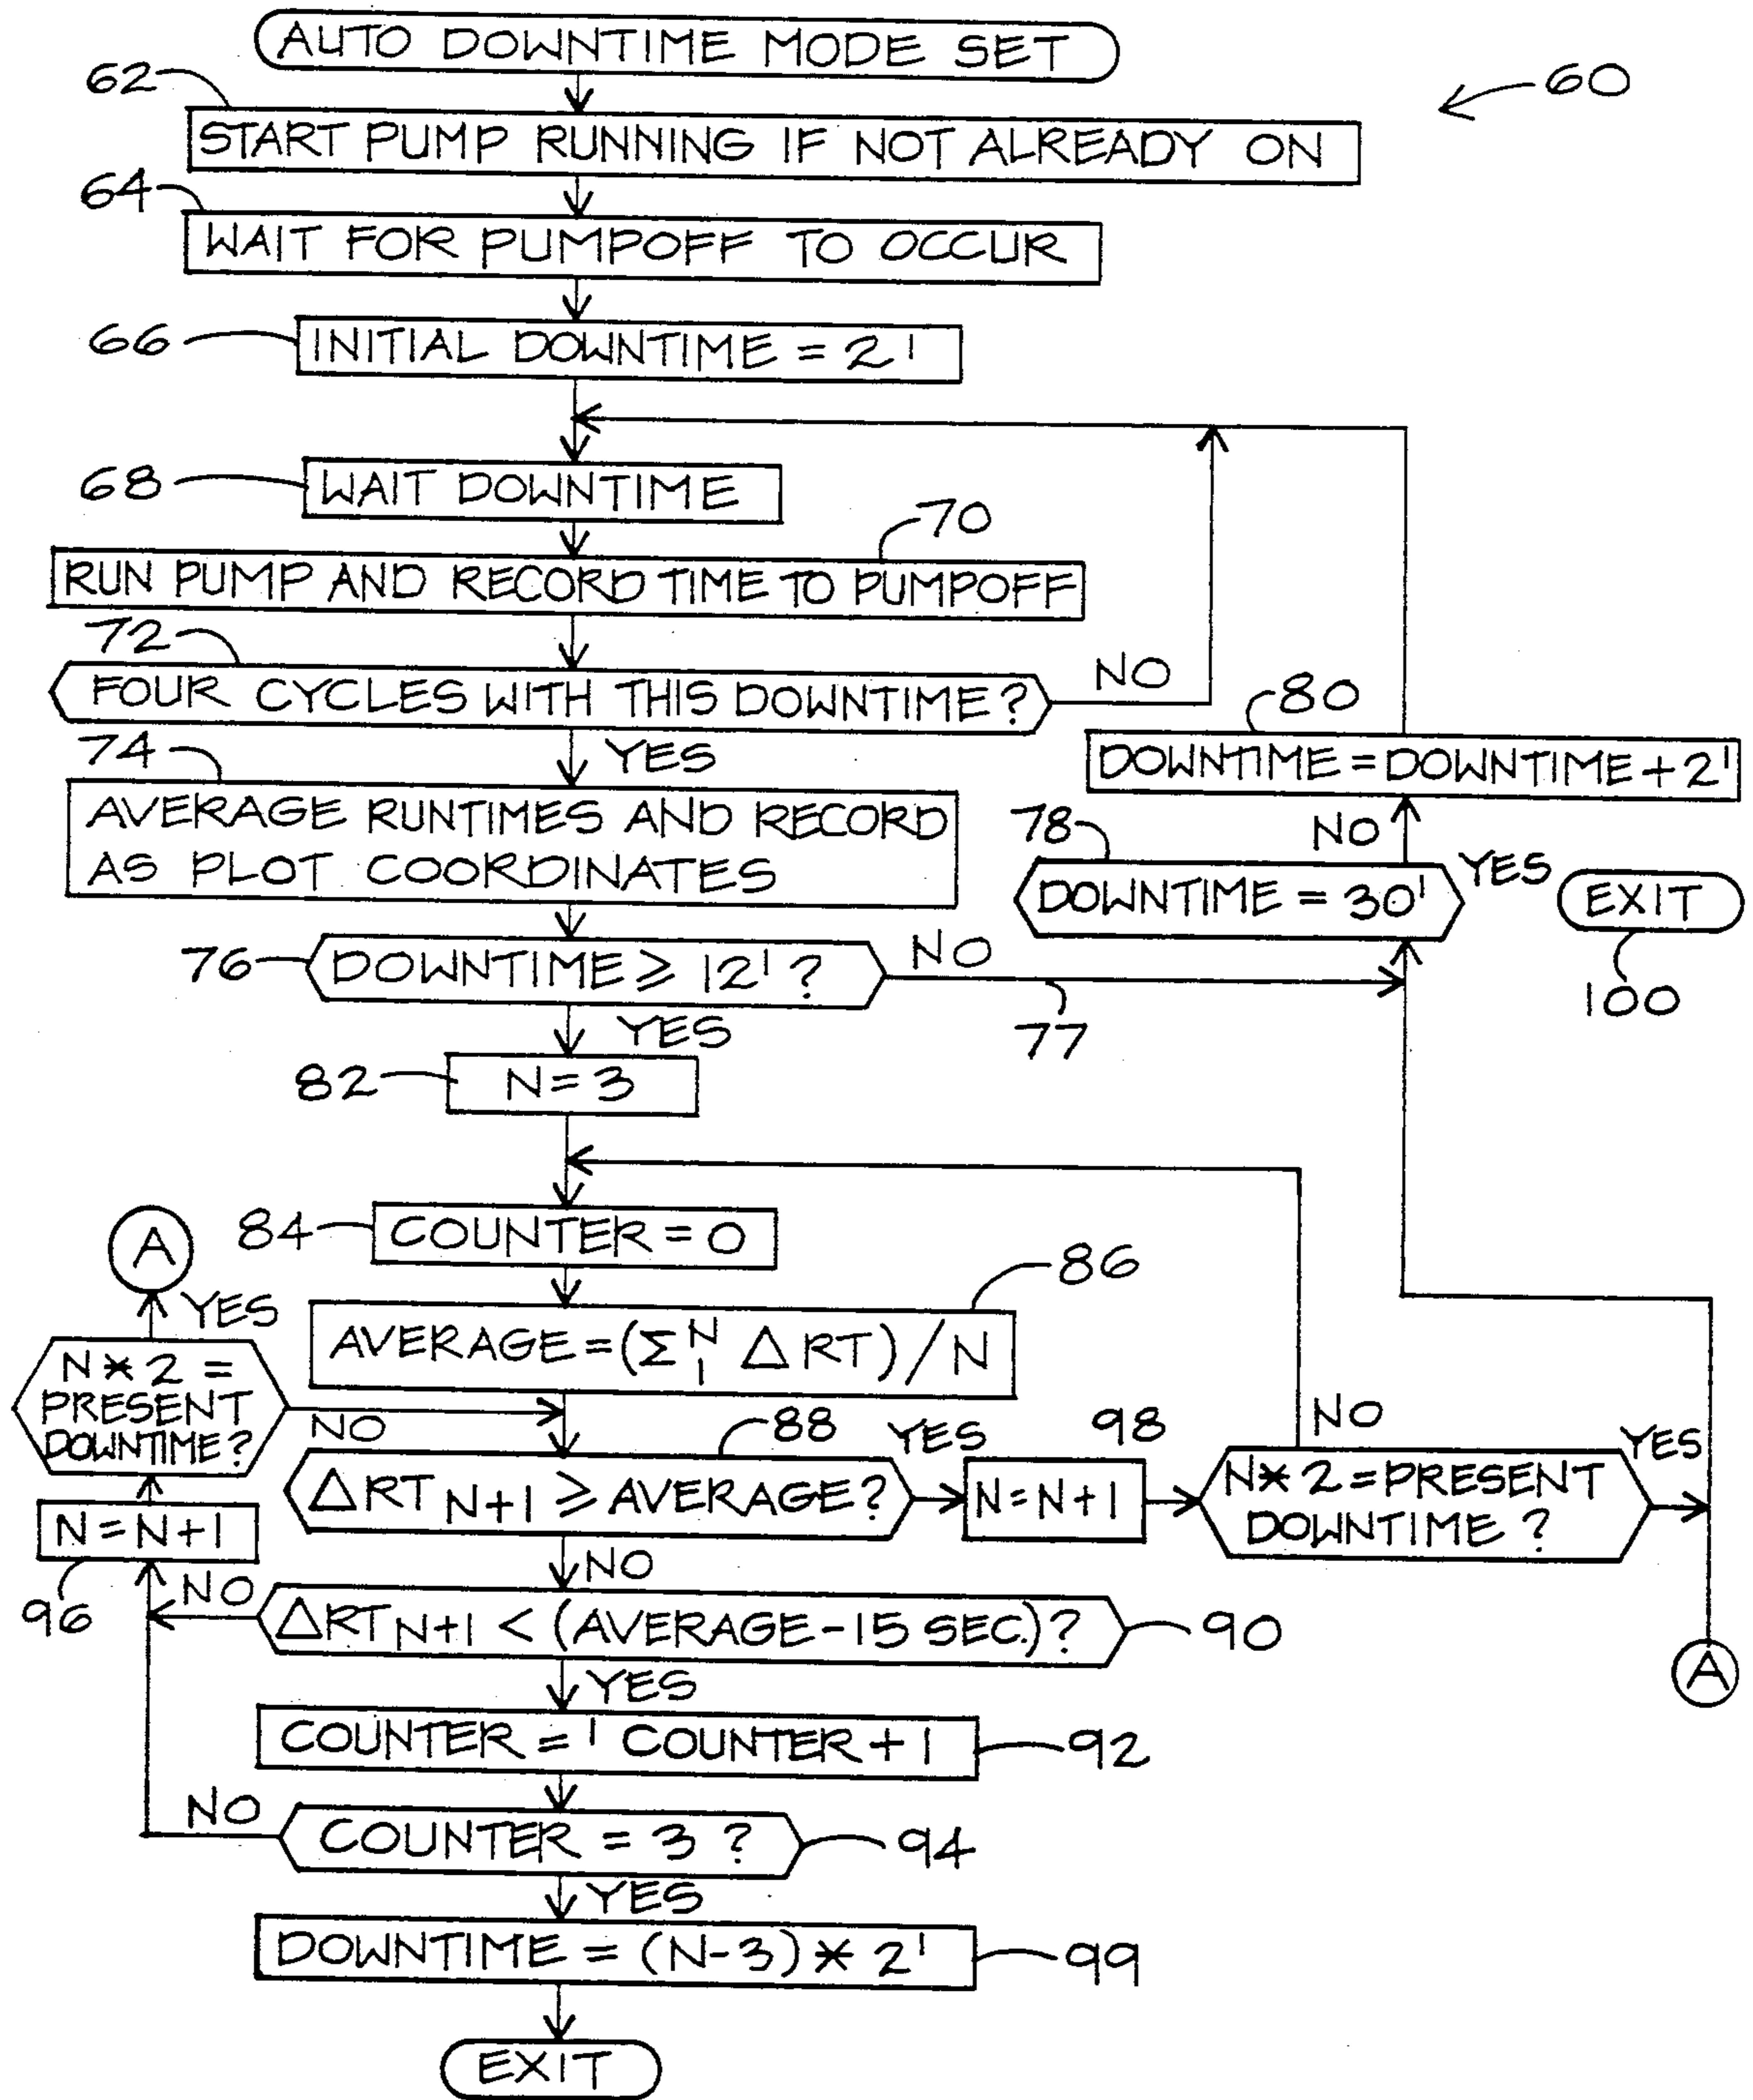 AUTO DOWNTIME MODE SET
60
62
START PUMP RUNNING IF NOT ALREADY ON
64
WAIT FOR PUMPOFF TO OCCUR
66
INITIAL DOWNTIME = 2'
68
WAIT DOWNTIME
70
RUN PUMP AND RECORD TIME TO PUMPOFF
72
FOUR CYCLES WITH THIS DOWNTIME?
NO
YES
80
DOWNTIME = DOWNTIME + 2'
74
AVERAGE RUNTIMES AND RECORD
AS PLOT COORDINATES
78
NO
DOWNTIME = 30'
YES
EXIT
100
76
DOWNTIME ≥ 12' ?
NO
77
YES
82
N = 3
84
COUNTER = 0
A
YES
86
AVERAGE = (Σ N 1 Δ RT) / N
N * 2 =
PRESENT
DOWNTIME?
NO
88
ΔRT N+1 ≥ AVERAGE?
YES
98
N = N+1
NO
N * 2 = PRESENT
DOWNTIME ?
YES
N = N+1
96
NO
NO
ΔRT N+1 < (AVERAGE - 15 SEC.) ?
90
A
YES
COUNTER = ' COUNTER + 1
92
NO
COUNTER = 3 ?
94
YES
DOWNTIME = (N-3) * 2'
99
EXIT